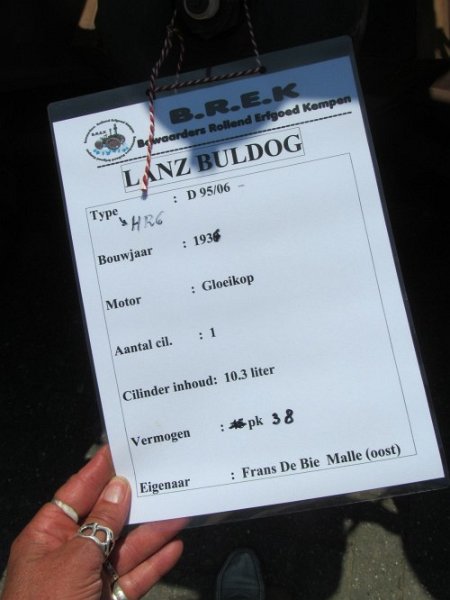 B.R.E.K
Bewaarders Rollend Erfgoed Kempen
LANZ BULDOG
Type : D 95/06 -
HR6
Bouwjaar : 1936
Motor : Gloeikop
Aantal cil. : 1
Cilinder inhoud: 10.3 liter
Vermogen : pk 38
Eigenaar : Frans De Bie Malle (oost)